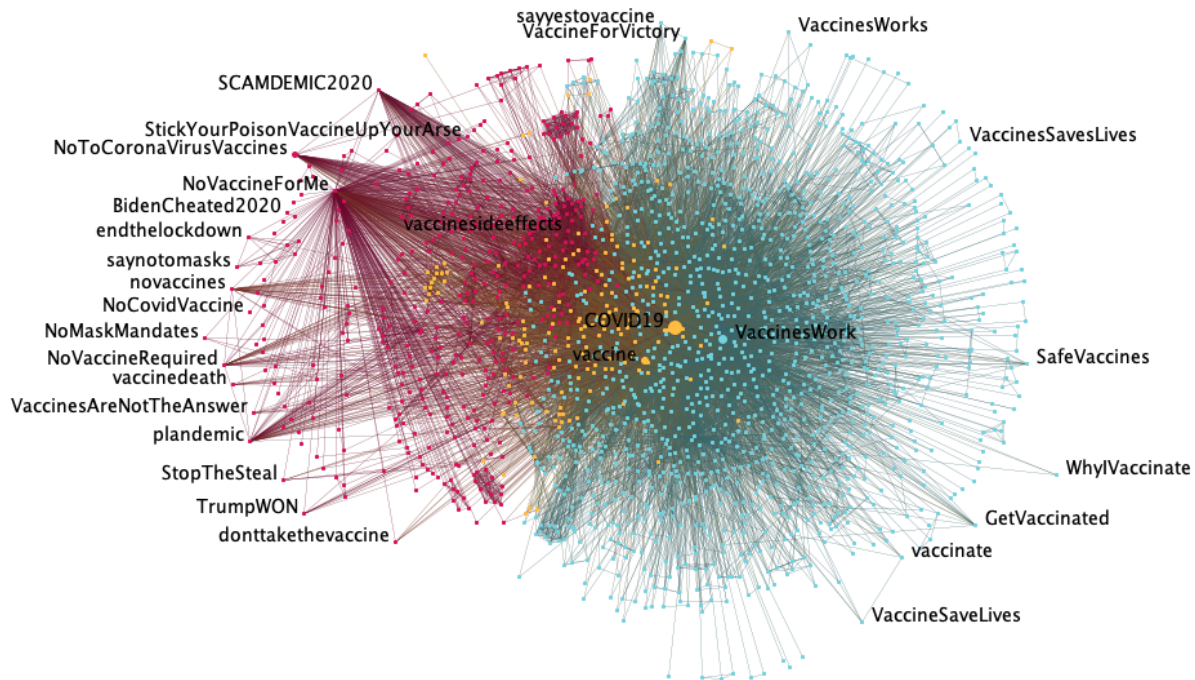 sayyestovaccine
VaccineForVictory
VaccinesWorks
SCAMDEMIC2020
StickYourPoisonVaccineUpYourArse
VaccinesSavesLives
NoToCoronaVirusVaccines
NoVaccineForMe
BidenCheated2020
vaccinesideeffects
endthelockdown
saynotomasks
novaccines
NoCovidVaccine
COVID19
NoMaskMandates
VaccinesWork
vaccine
NoVaccineRequired
SafeVaccines
vaccinedeath
VaccinesAreNotTheAnswer
plandemic
WhyIVaccinate
StopTheSteal
TrumpWON
GetVaccinated
donttakethevaccine
vaccinate
VaccineSaveLives